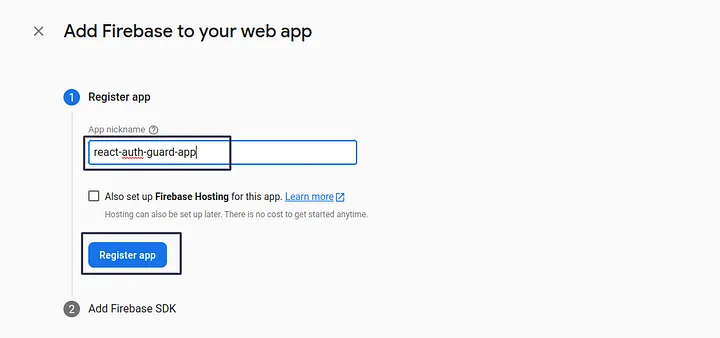 Add Firebase to your web app
1 Register app
App nickname
react-auth-guard-app
Also set up Firebase Hosting for this app. Learn more
Hosting can also be set up later. There is no cost to get started anytime.
Register app
2 Add Firebase SDK